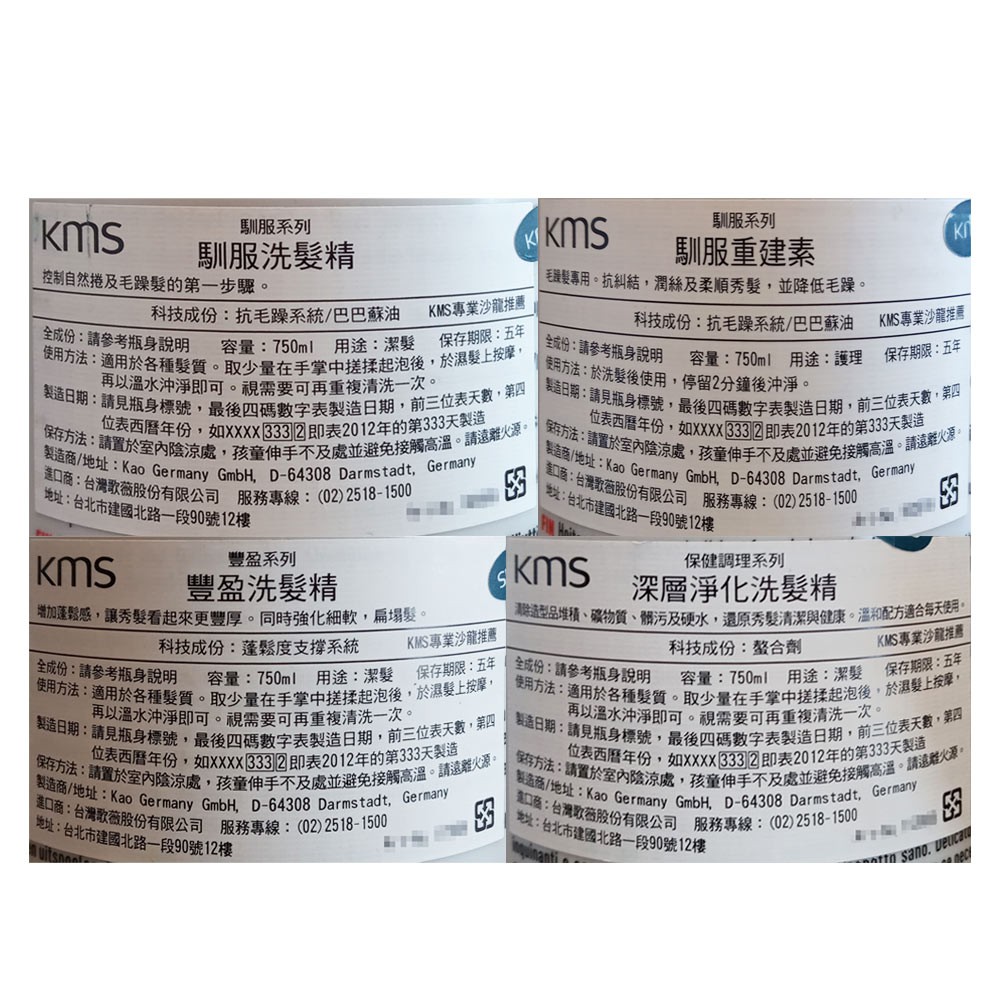 KMS
馴服系列
馴服洗髮精
控制自然捲及毛躁髮的第一步驟。
科技成份：抗毛躁系統/巴巴蘇油 KMS專業沙龍推薦
全成份：請參考瓶身說明 容量：750ml 用途：潔髮 保存期限：五年
使用方法：適用於各種髮質。取少量在手掌中搓揉起泡後，於濕髮上按摩，
再以溫水沖淨即可。視需要可再重複清洗一次。
製造日期：請見瓶身標號，最後四碼數字表製造日期，前三位表天數，第四
位表西曆年份，如XXXX 333 2 即表2012年的第333天製造
保存方法：請置於室內陰涼處，孩童伸手不及處並避免接觸高溫。請遠離火源。
製造商/地址：Kao Germany GmbH, D-64308 Darmstadt, Germany
進口商：台灣歌薇股份有限公司 服務專線：(02)2518-1500
地址：台北市建國北路一段90號12樓
KMS
馴服系列
馴服重建素
毛躁髮專用。抗糾結，潤絲及柔順秀髮，並降低毛躁。
科技成份：抗毛躁系統/巴巴蘇油 KMS專業沙龍推薦
全成份：請參考瓶身說明 容量：750ml 用途：護理 保存期限：五年
使用方法：於洗髮後使用，停留2分鐘後沖淨。
製造日期：請見瓶身標號，最後四碼數字表製造日期，前三位表天數，第四
位表西曆年份，如XXXX 333 2 即表2012年的第333天製造
保存方法：請置於室內陰涼處，孩童伸手不及處並避免接觸高溫。請遠離火源。
製造商/地址：Kao Germany GmbH, D-64308 Darmstadt, Germany
進口商：台灣歌薇股份有限公司 服務專線：(02)2518-1500
地址：台北市建國北路一段90號12樓
KMS
豐盈系列
豐盈洗髮精
增加蓬鬆感，讓秀髮看起來更豐厚。同時強化細軟，扁塌髮。
科技成份：蓬鬆度支撐系統 KMS專業沙龍推薦
全成份：請參考瓶身說明 容量：750ml 用途：潔髮 保存期限：五年
使用方法：適用於各種髮質。取少量在手掌中搓揉起泡後，於濕髮上按摩，
再以溫水沖淨即可。視需要可再重複清洗一次。
製造日期：請見瓶身標號，最後四碼數字表製造日期，前三位表天數，第四
位表西曆年份，如XXXX 333 2 即表2012年的第333天製造
保存方法：請置於室內陰涼處，孩童伸手不及處並避免接觸高溫。請遠離火源。
製造商/地址：Kao Germany GmbH, D-64308 Darmstadt, Germany
進口商：台灣歌薇股份有限公司 服務專線：(02)2518-1500
地址：台北市建國北路一段90號12樓
KMS
保健調理系列
深層淨化洗髮精
清除造型品堆積、礦物質、髒污及硬水，還原秀髮清潔與健康。溫和配方適合每天使用。
科技成份：螯合劑 KMS專業沙龍推薦
全成份：請參考瓶身說明 容量：750ml 用途：潔髮 保存期限：五年
使用方法：適用於各種髮質。取少量在手掌中搓揉起泡後，於濕髮上按摩，
再以溫水沖淨即可。視需要可再重複清洗一次。
製造日期：請見瓶身標號，最後四碼數字表製造日期，前三位表天數，第四
位表西曆年份，如XXXX 333 2 即表2012年的第333天製造
保存方法：請置於室內陰涼處，孩童伸手不及處並避免接觸高溫。請遠離火源。
製造商/地址：Kao Germany GmbH, D-64308 Darmstadt, Germany
進口商：台灣歌薇股份有限公司 服務專線：(02)2518-1500
地址：台北市建國北路一段90號12樓